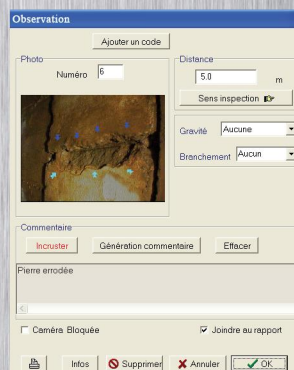 Observation
Ajouter un code
Photo
Numéro 6
Distance
5.0 m
Sens inspection
Gravité Aucune
Branchement Aucun
Commentaire
Incruster Génération commentaire Effacer
Pierre errodée
Caméra Bloquée Joindre au rapport
Infos Supprimer Annuler OK